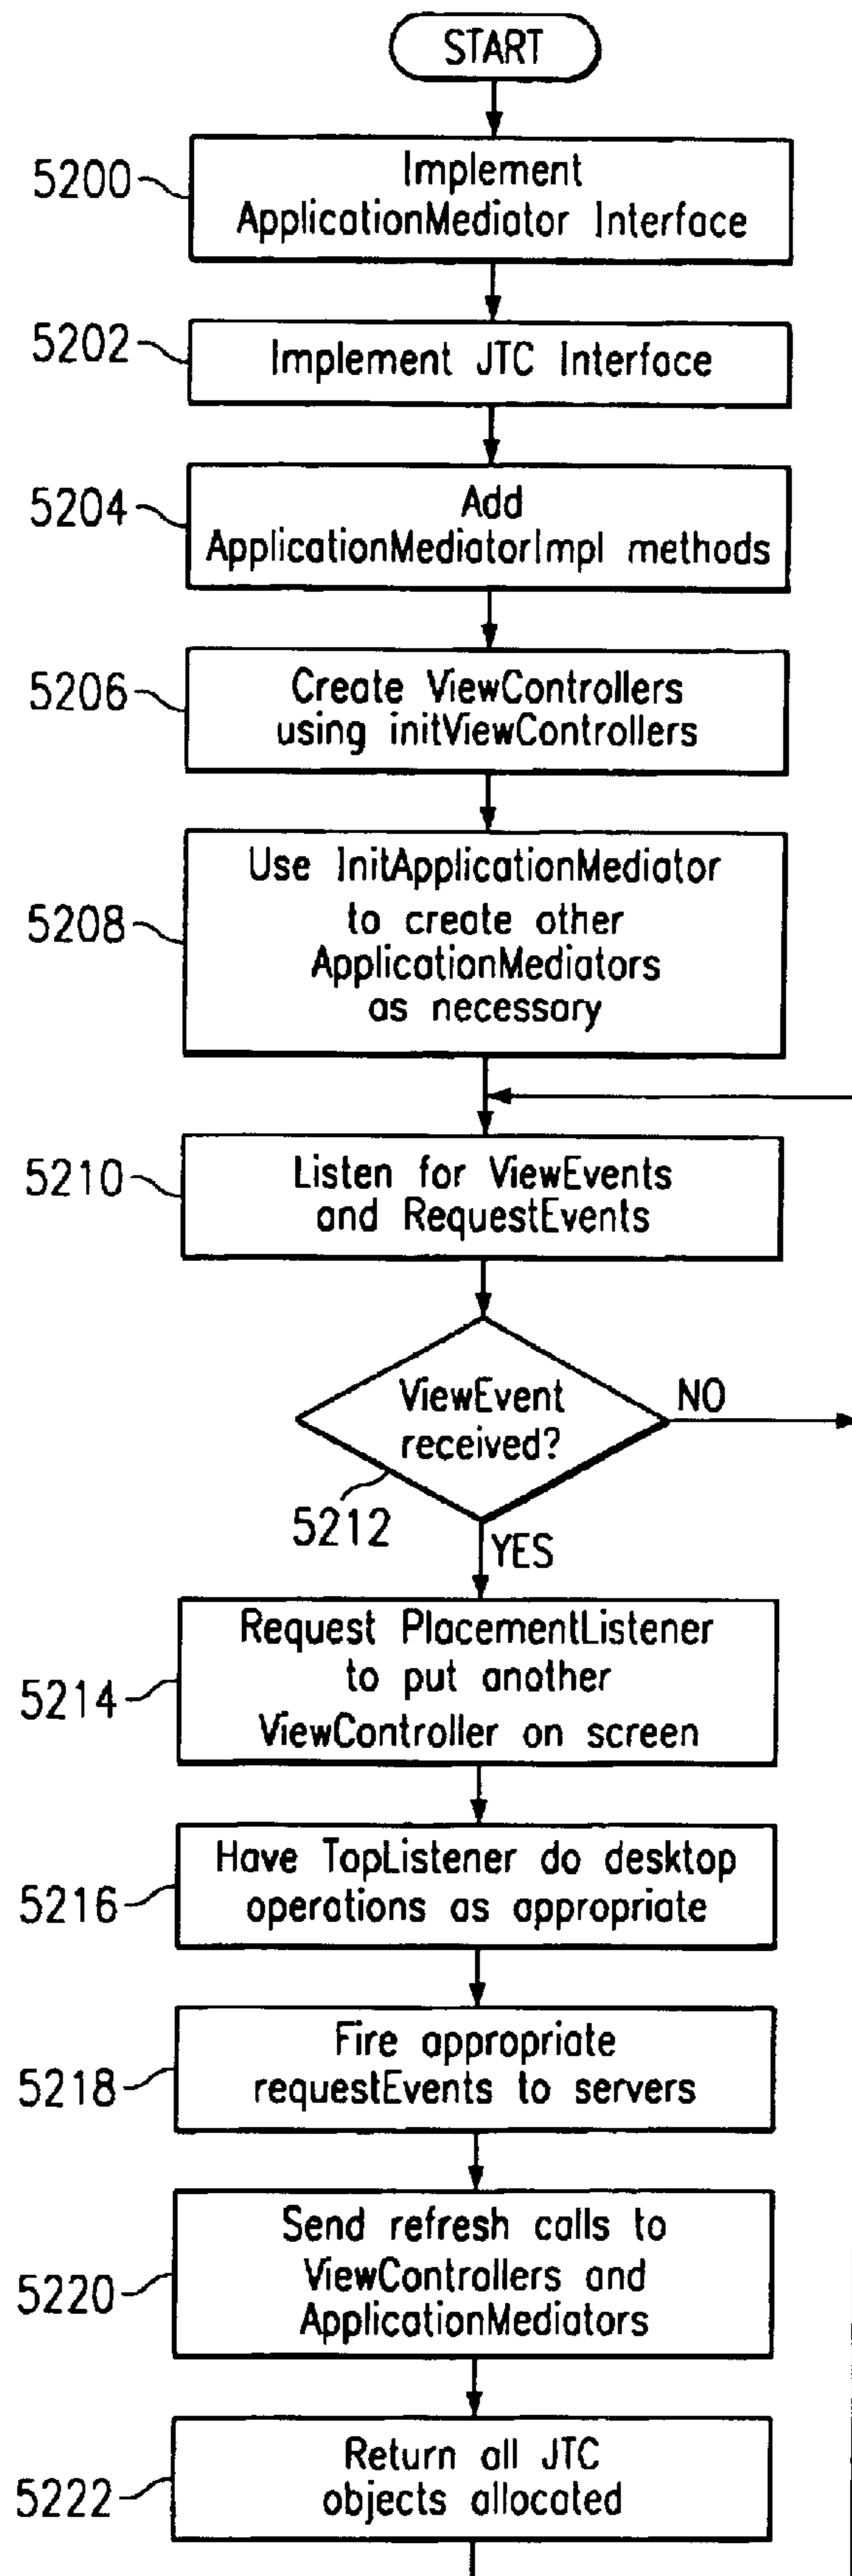 START
5200
Implement
ApplicationMediator Interface
5202
Implement JTC Interface
5204
Add
ApplicationMediatorImpl methods
5206
Create ViewControllers
using initViewControllers
5208
Use InitApplicationMediator
to create other
ApplicationMediators
as necessary
5210
Listen for ViewEvents
and RequestEvents
ViewEvent
received?
NO
5212
YES
5214
Request PlacementListener
to put another
ViewController on screen
5216
Have TopListener do desktop
operations as appropriate
5218
Fire appropriate
requestEvents to servers
5220
Send refresh calls to
ViewControllers and
ApplicationMediators
5222
Return all JTC
objects allocated